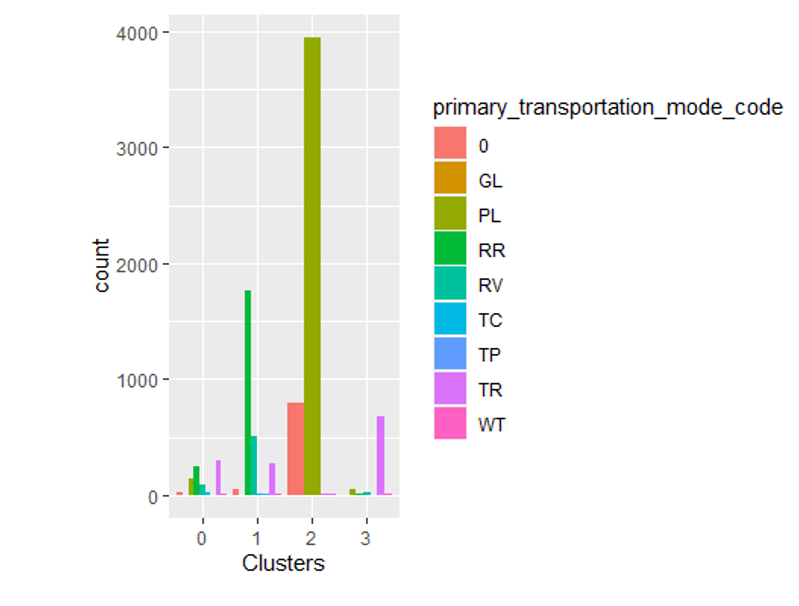 4000
3000
2000
1000
0
count
0 1 2 3
Clusters
primary_transportation_mode_code
0
GL
PL
RR
RV
TC
TP
TR
WT